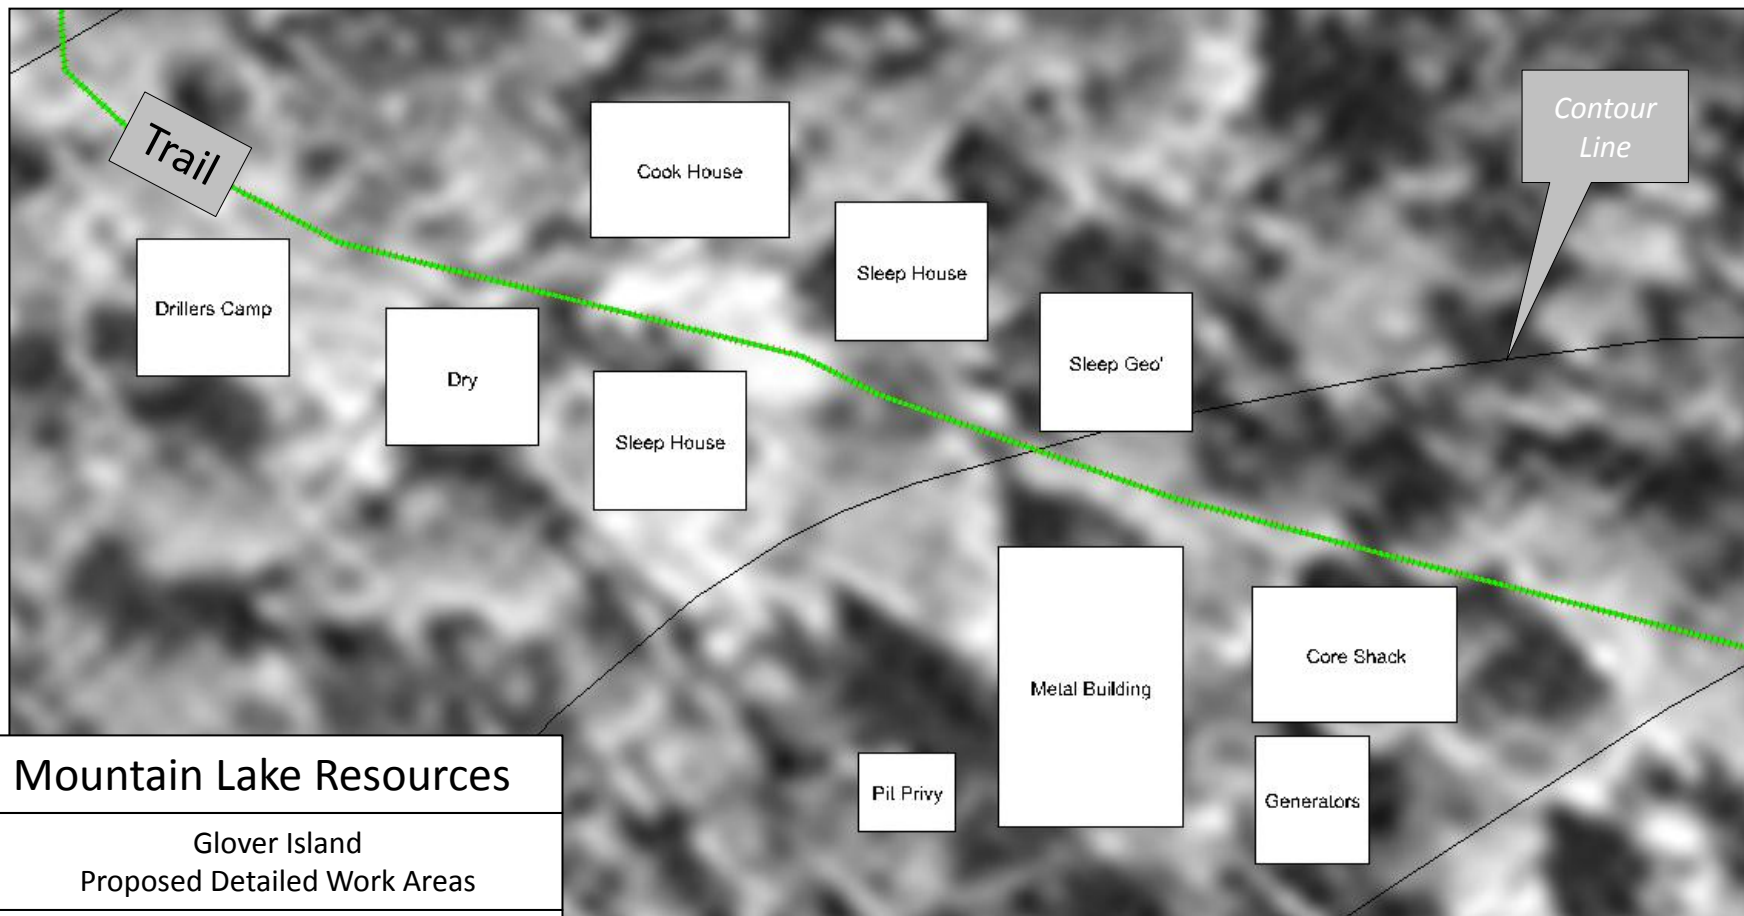 Trail
Contour
Line
Cook House
Sleep House
Drillers Camp
Sleep Geo'
Dry
Sleep House
Core Shack
Metal Building
Pit Privy
Generators
Mountain Lake Resources
Glover Island
Proposed Detailed Work Areas